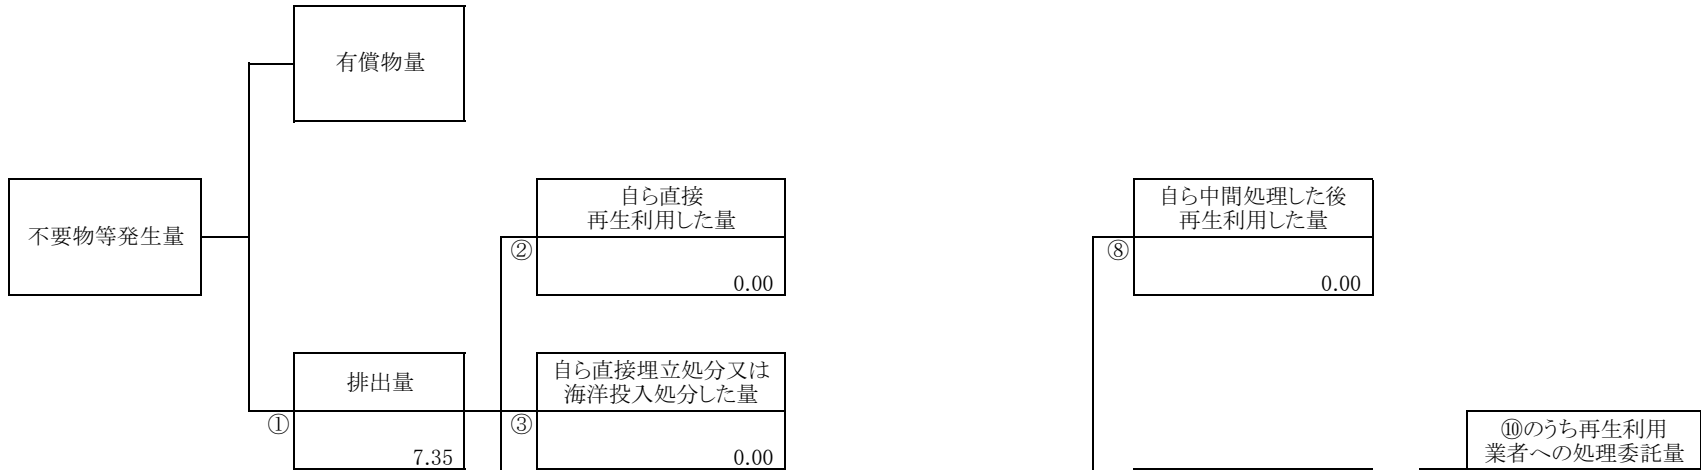 有償物量
不要物等発生量
自ら直接
再生利用した量
②
0.00
自ら中間処理した後
再生利用した量
⑧
0.00
排出量
①
7.35
自ら直接埋立処分又は
海洋投入処分した量
③
0.00
⑩のうち再生利用
業者への処理委託量